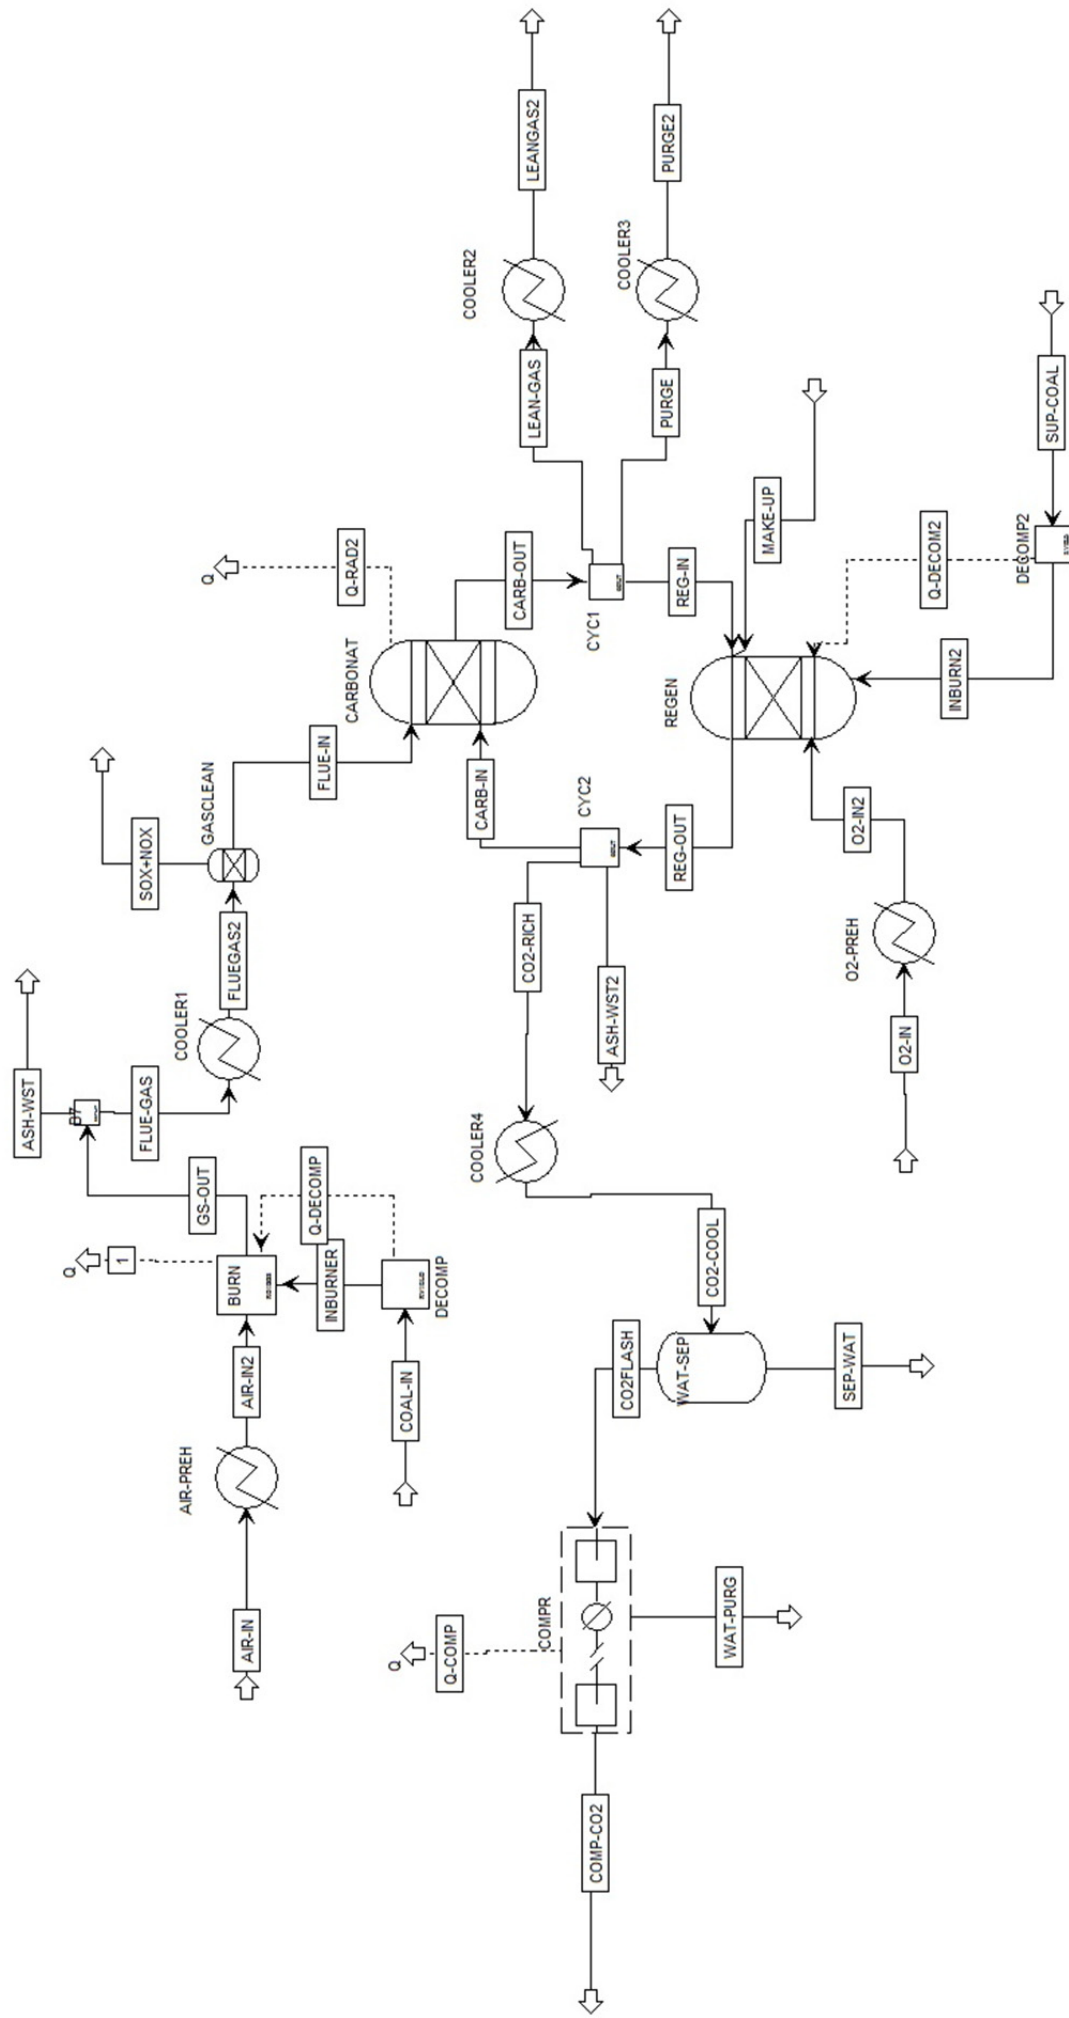 AIR-IN
AIR-PREH
AIR-IN2
COAL-IN
DECOMP
INBURNER
Q-DECOMP
BURN
Q
1
GS-OUT
B7
ASH-WST
FLUE-GAS
COOLER1
FLUEGAS2
GASCLEAN
SOX+NOX
FLUE-IN
CARBONAT
Q-RAD2
Q
CARB-OUT
CARB-IN
CYC1
LEAN-GAS
COOLER2
LEANGAS2
PURGE
COOLER3
PURGE2
REG-IN
REGEN
MAKE-UP
SUP-COAL
DECOMP2
Q-DECOM2
INBURN2
O2-IN
O2-PREH
O2-IN2
REG-OUT
CYC2
CO2-RICH
ASH-WST2
COOLER4
CO2-COOL
WAT-SEP
CO2FLASH
SEP-WAT
COMPR
Q-COMP
Q
WAT-PURG
COMP-CO2